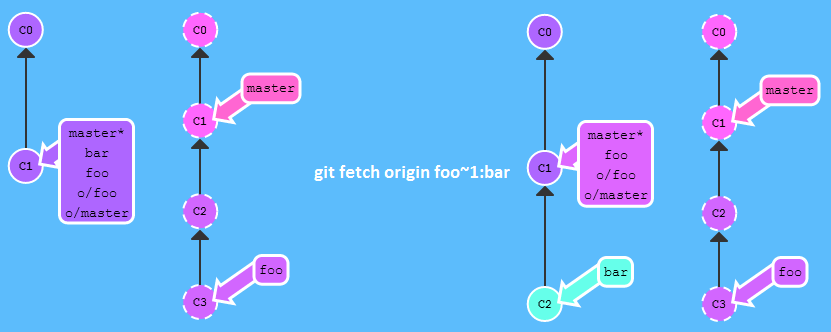 C0
C1
master*
bar
foo
o/foo
o/master
C0
master
C1
C2
foo
C3
git fetch origin foo~1:bar
C0
C1
master*
foo
o/foo
o/master
bar
C2
C0
master
C1
C2
foo
C3